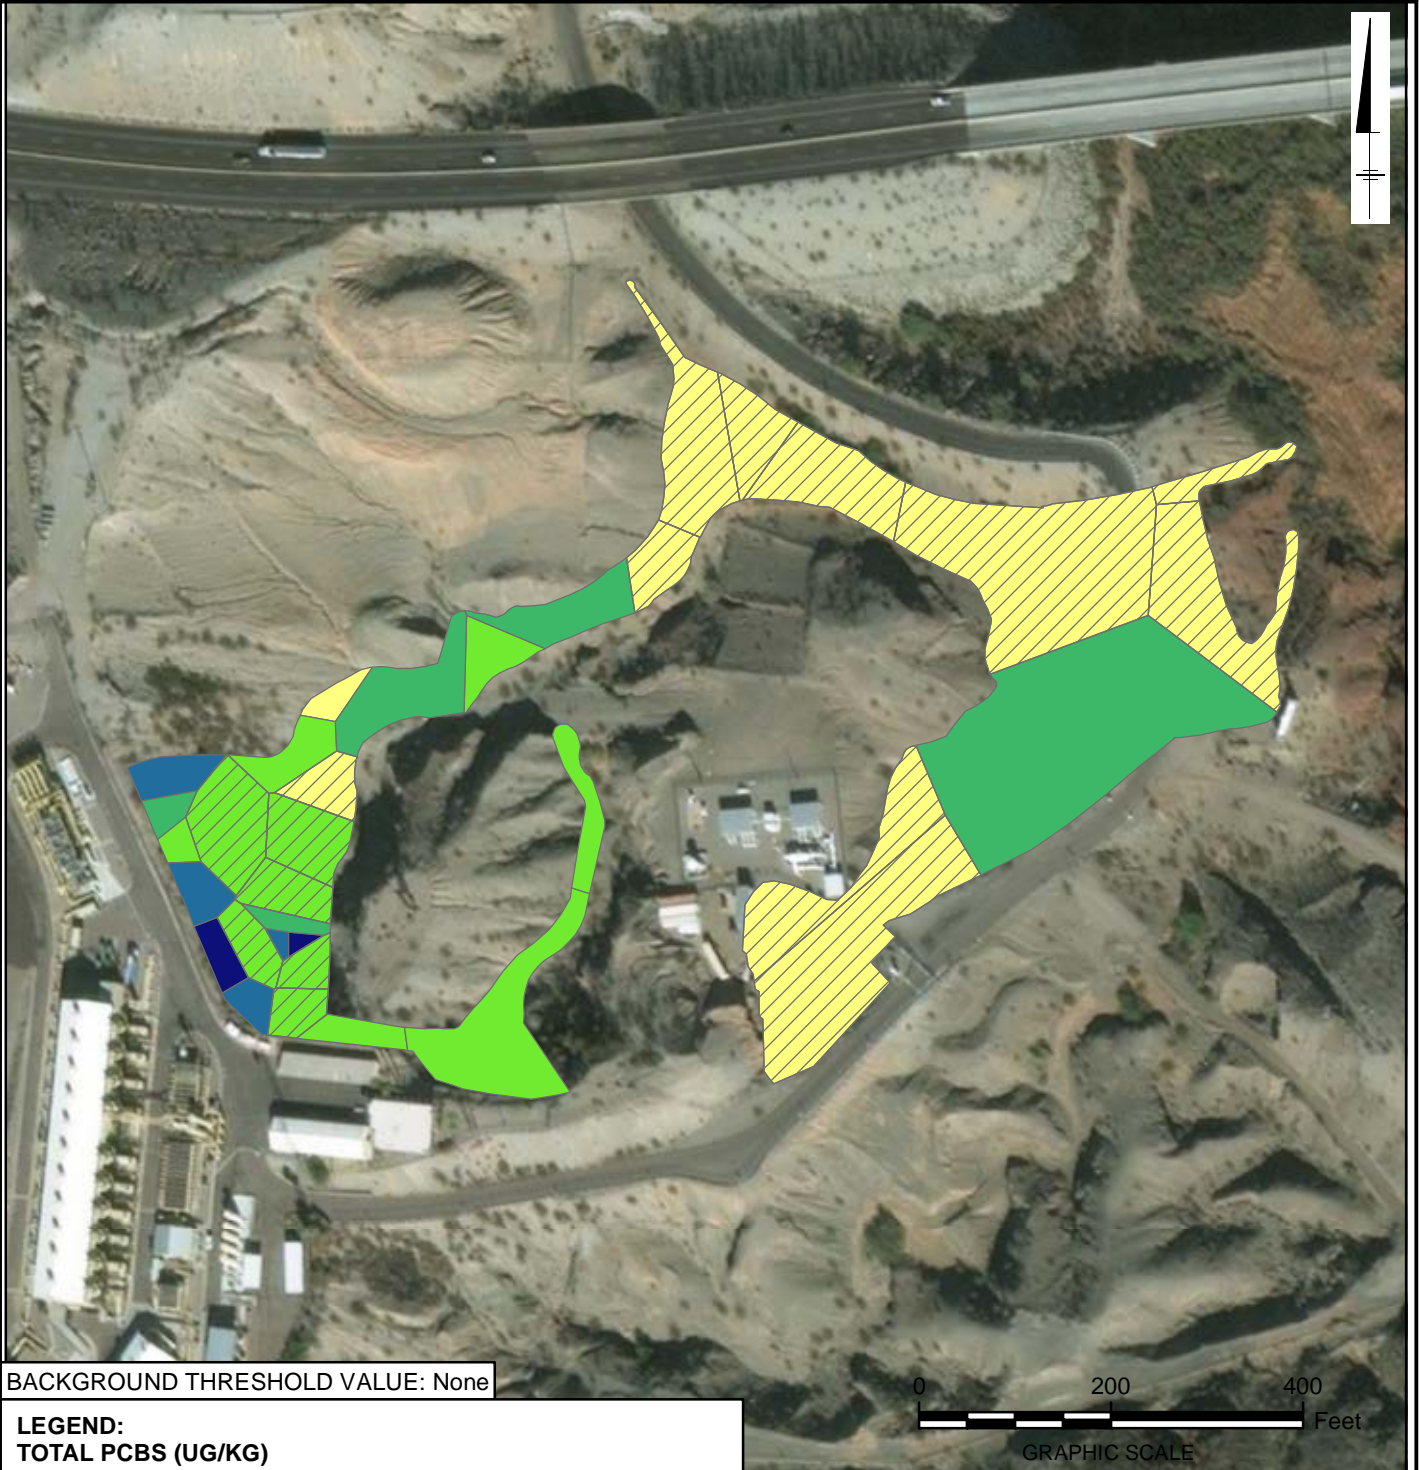 BACKGROUND THRESHOLD VALUE: None
LEGEND:
TOTAL PCBS (UG/KG)
0 200 400
Feet
GRAPHIC SCALE